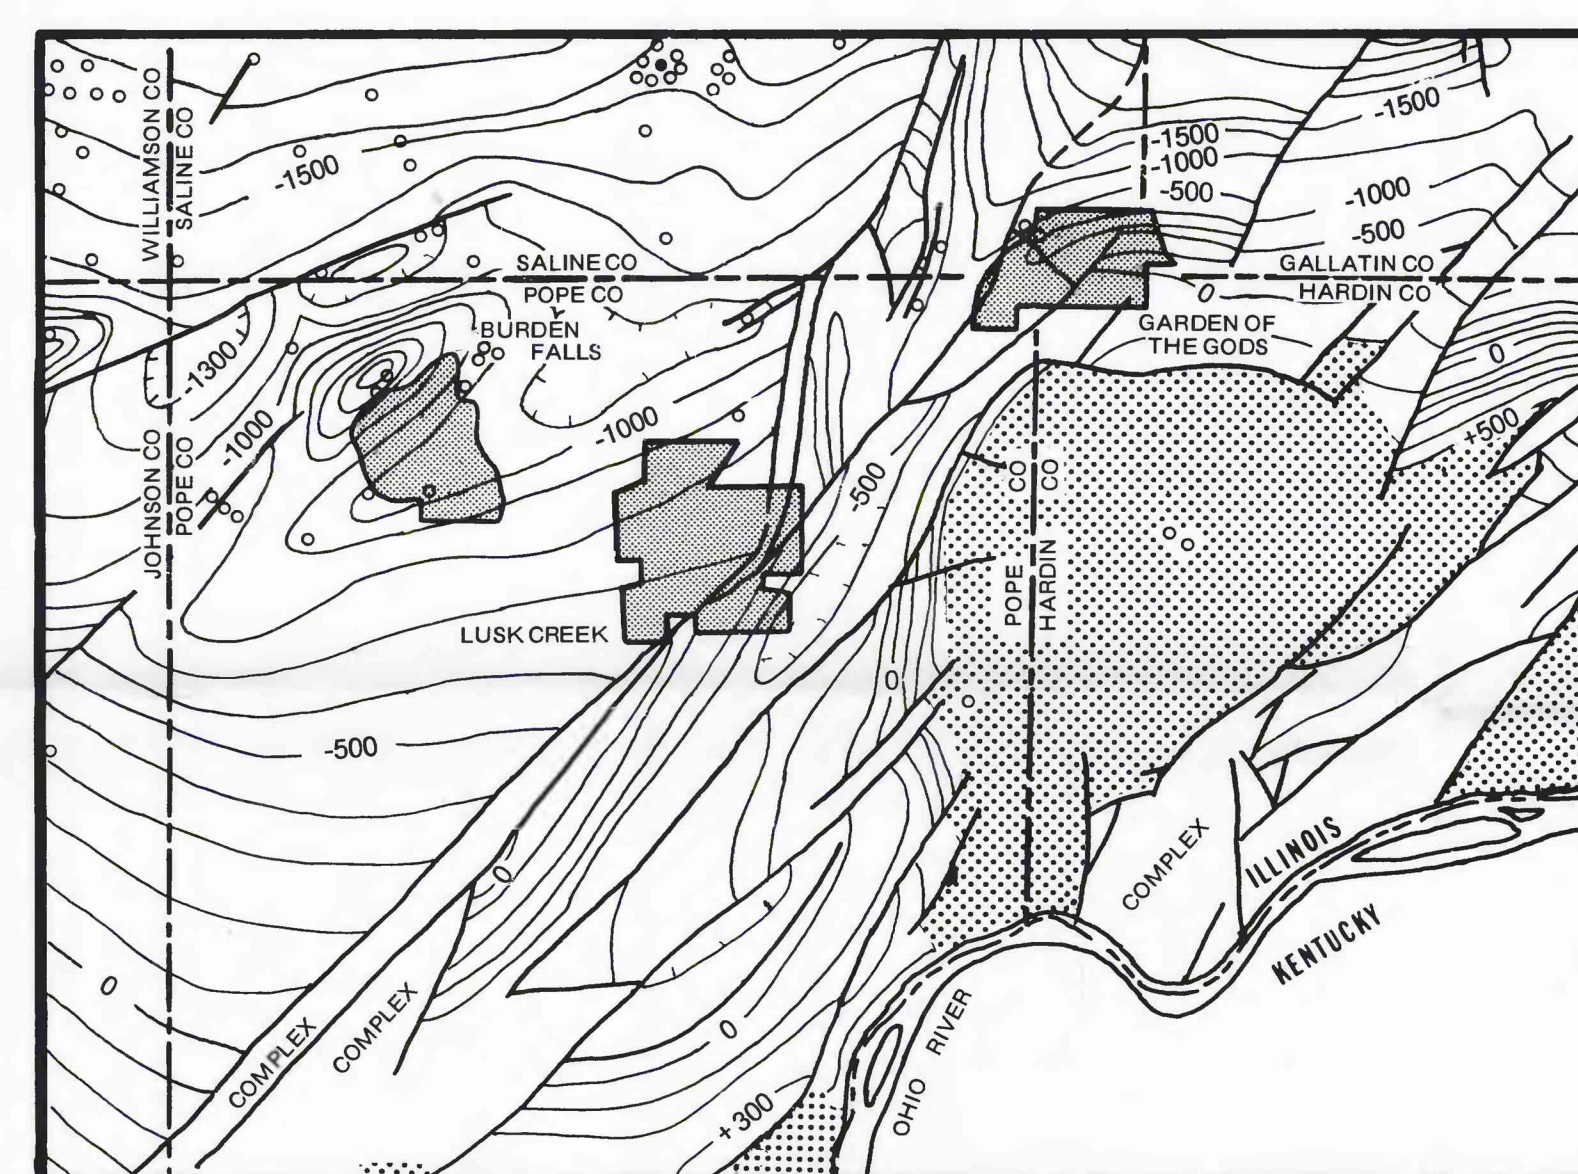 WILLIAMSON CO
SALINE CO
-1500
-1500
-1500
-1000
-500
-1000
-500
SALINE CO
POPE CO
GALLATIN CO
HARDIN CO
0
BURDEN
FALLS
GARDEN OF
THE GODS
-1300
0
-1000
-1000
+500
JOHNSON CO
POPE CO
-500
POPE CO
HARDIN CO
LUSK CREEK
0
-500
0
COMPLEX
ILLINOIS
KENTUCKY
0
COMPLEX
COMPLEX
0
OHIO RIVER
+300